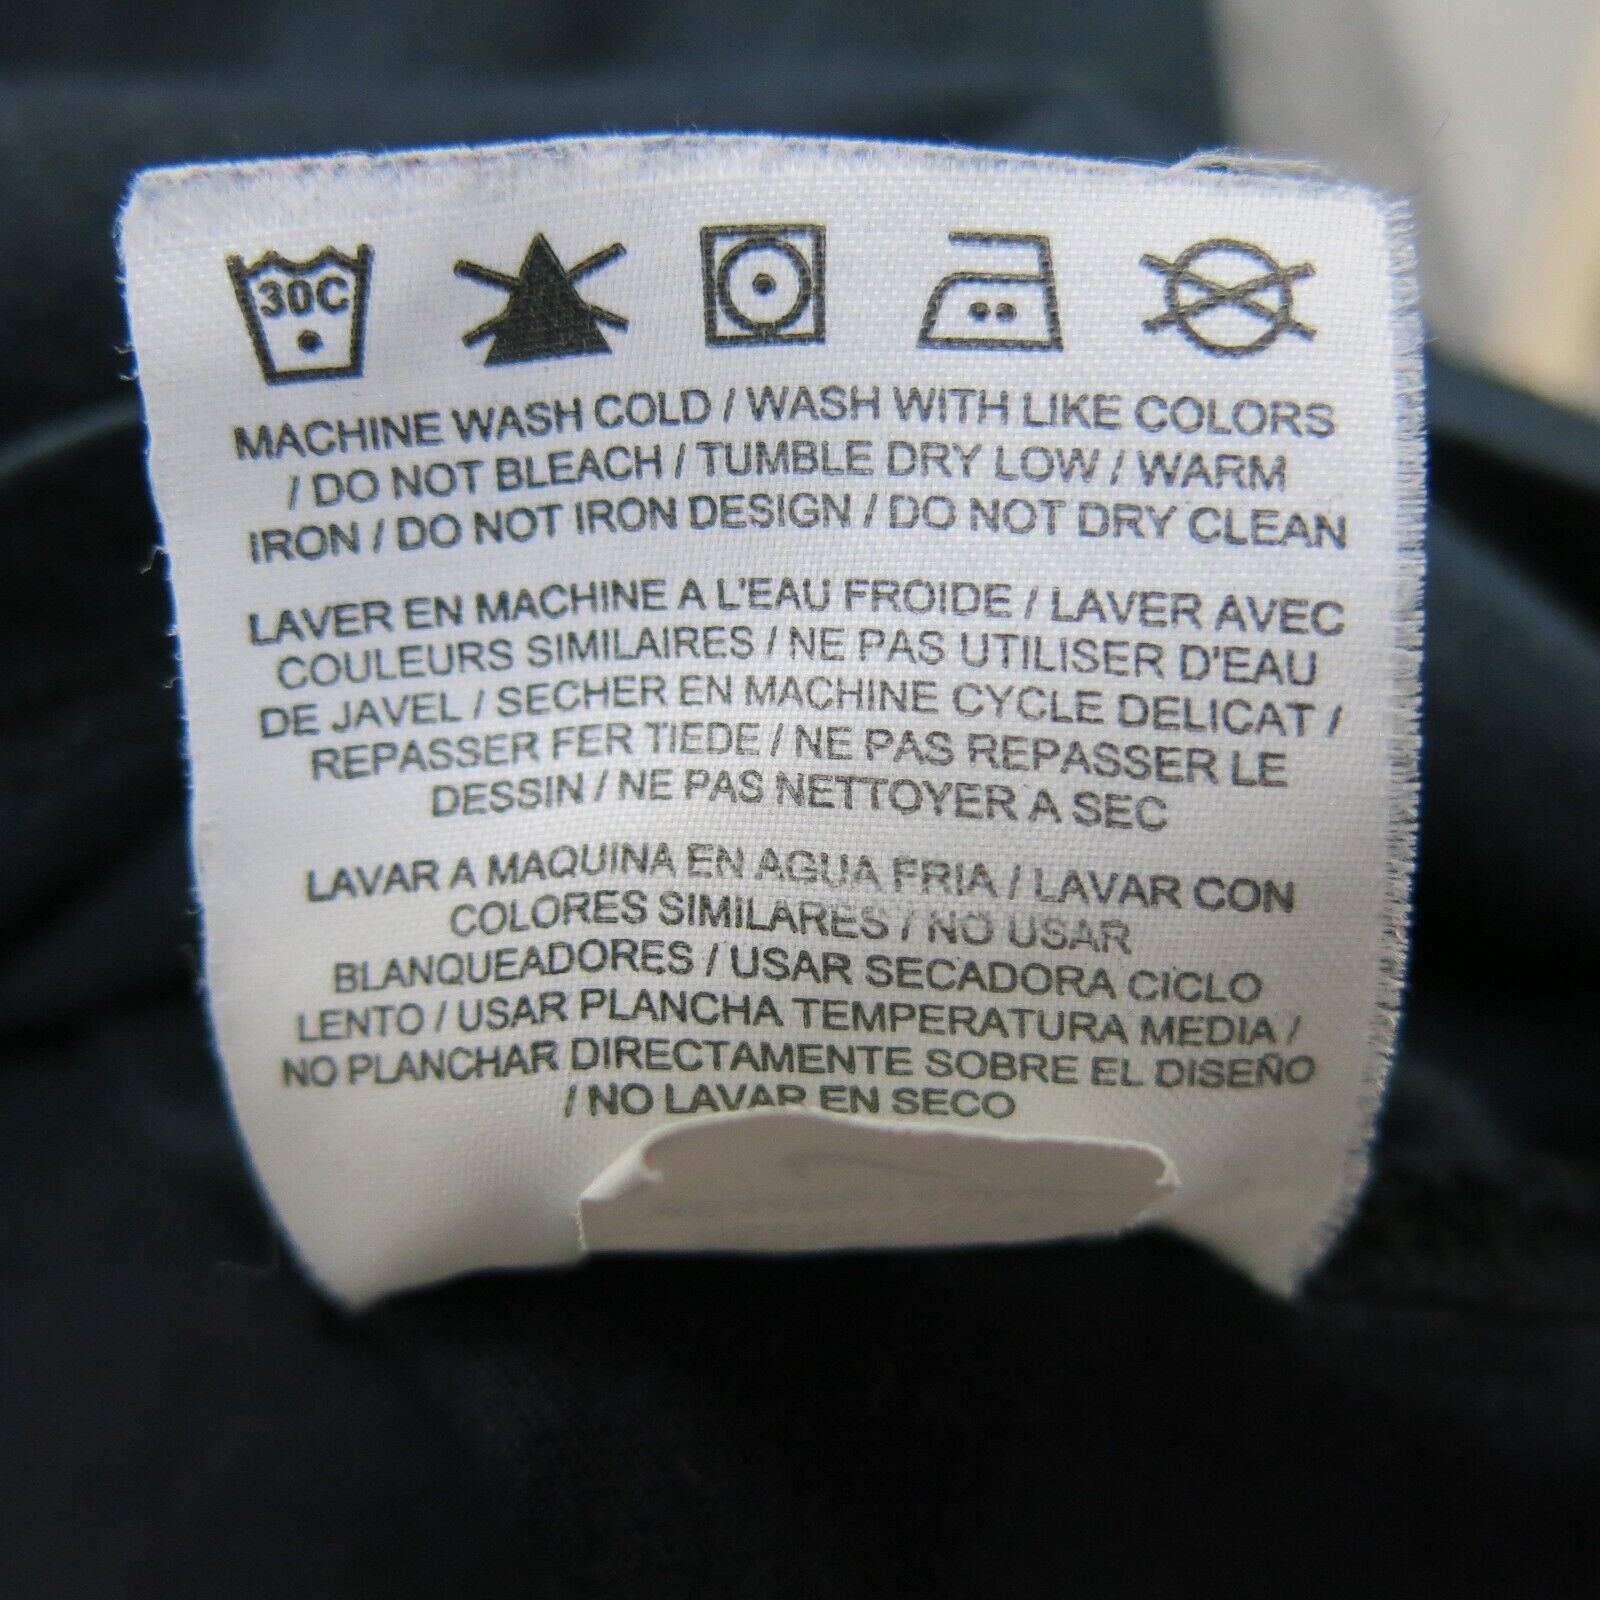 30C
MACHINE WASH COLD / WASH WITH LIKE COLORS
/ DO NOT BLEACH / TUMBLE DRY LOW / WARM
IRON / DO NOT IRON DESIGN / DO NOT DRY CLEAN
LAVER EN MACHINE A L'EAU FROIDE / LAVER AVEC
COULEURS SIMILAIRES / NE PAS UTILISER D'EAU
DE JAVEL / SECHER EN MACHINE CYCLE DELICAT /
REPASSER FER TIEDE / NE PAS REPASSER LE
DESSIN / NE PAS NETTOYER A SEC
LAVAR A MAQUINA EN AGUA FRIA / LAVAR CON
COLORES SIMILARES / NO USAR
BLANQUEADORES / USAR SECADORA CICLO
LENTO / USAR PLANCHA TEMPERATURA MEDIA /
NO PLANCHAR DIRECTAMENTE SOBRE EL DISEÑO
/ NO LAVAR EN SECO